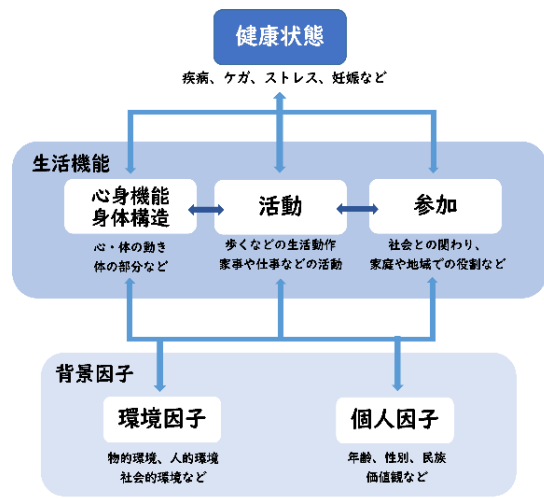 健康状態
疾病、ケガ、ストレス、妊娠など
生活機能
心身機能
身体構造
心・体の動き
体の部分など
活動
歩くなどの生活動作
家事や仕事などの活動
参加
社会との関わり、
家庭や地域での役割など
背景因子
環境因子
物的環境、人的環境
社会的環境など
個人因子
年齢、性別、民族
価値観など